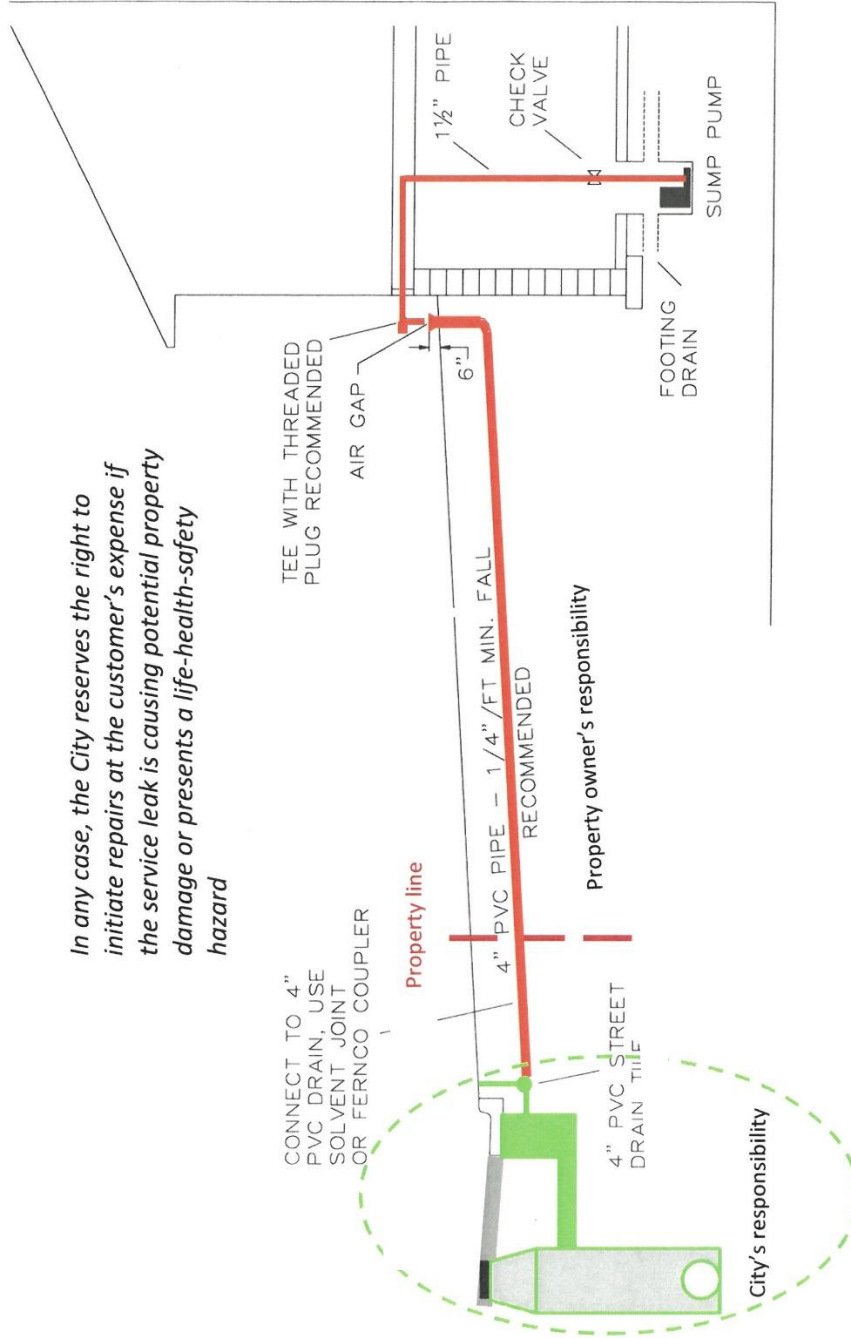 In any case, the City reserves the right to
initiate repairs at the customer's expense if
the service leak is causing potential property
damage or presents a life-health-safety
hazard
CONNECT TO 4"
PVC DRAIN, USE
SOLVENT JOINT
OR FERNCO COUPLER
Property line
TEE WITH THREADED
PLUG RECOMMENDED
AIR GAP
6"
1½" PIPE
CHECK
VALVE
4" PVC PIPE – 1/4"/FT MIN. FALL
RECOMMENDED
4" PVC STREET
DRAIN TILE
Property owner's responsibility
FOOTING
DRAIN
SUMP PUMP
City's responsibility